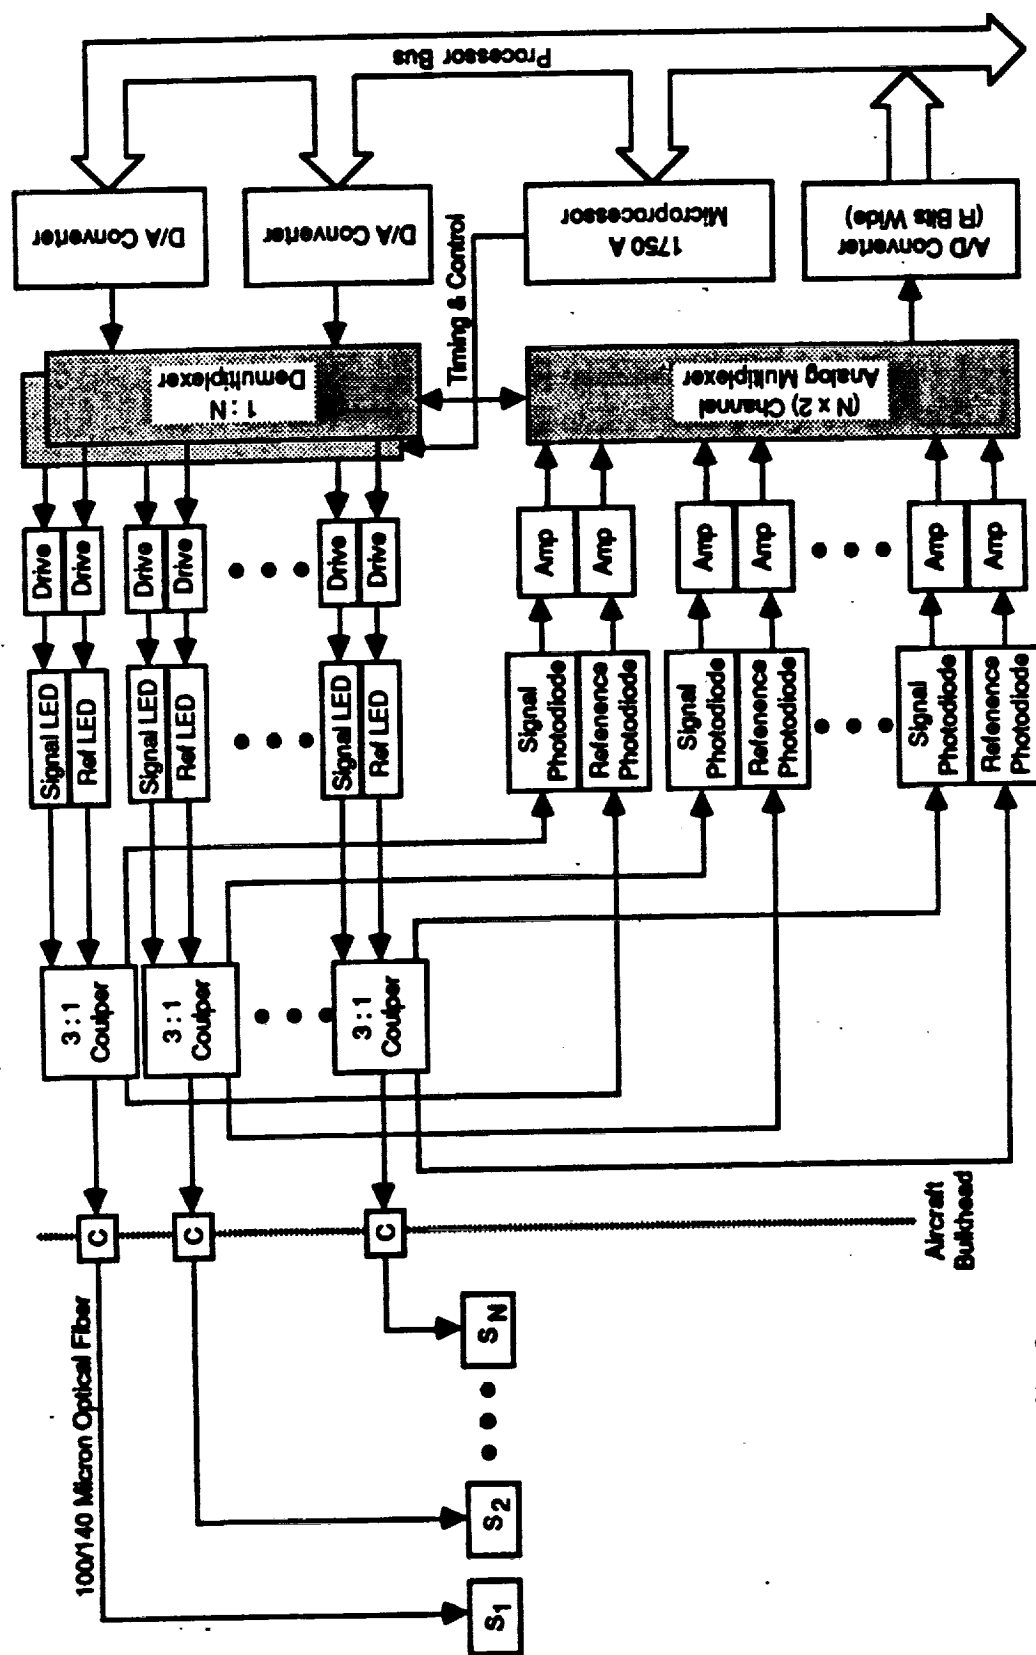 Processor Bus
D/A Converter
D/A Converter
1750 A
Microprocessor
A/D Converter
(R Bits Wide)
Timing & Control
1 : N
Demultiplexer
(N x 2) Channel
Analog Multiplexer
Drive
Drive
Drive
Drive
Drive
Drive
Amp
Amp
Amp
Amp
Amp
Amp
Signal LED
Ref LED
Signal LED
Ref LED
Signal LED
Ref LED
Signal
Photodiode
Reference
Photodiode
Signal
Photodiode
Reference
Photodiode
Signal
Photodiode
Reference
Photodiode
3 : 1
Coulper
3 : 1
Coulper
3 : 1
Coulper
C
C
C
Aircraft
Bulkhead
100/140 Micron Optical Fiber
S1
S2
SN